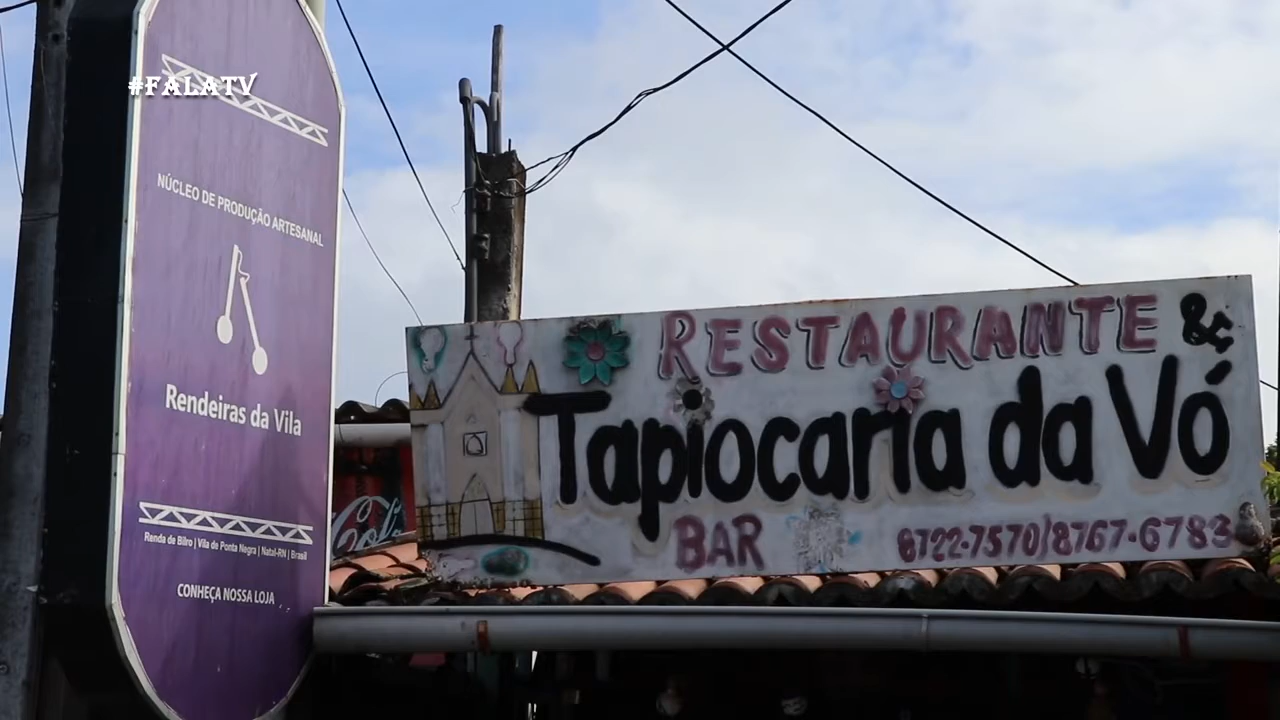 #FALATV
NÚCLEO DE PRODUÇÃO ARTESANAL
Rendeiras da Vila
Renda de Bilro | Vila de Ponta Negra | Natal-RN | Brasil
CONHEÇA NOSSA LOJA
RESTAURANTE &
Tapiocaria da Vó
BAR
8722-7570/8767-6783
Coca